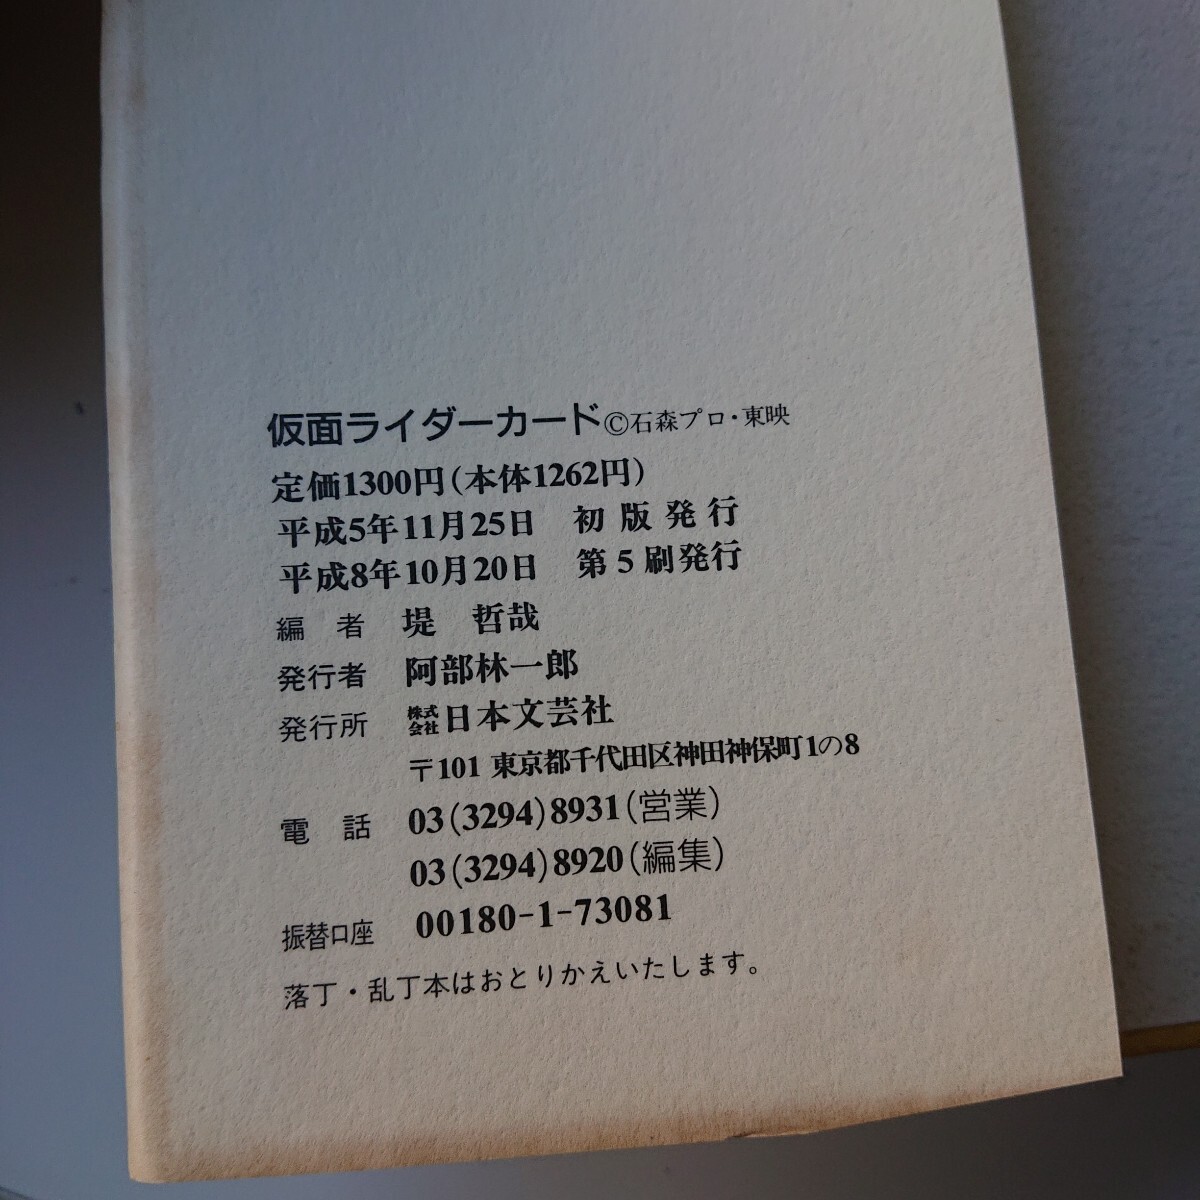 仮面ライダーカード©石森プロ・東映
定価1300円(本体1262円)
平成5年11月25日 初版発行
平成8年10月20日 第5刷発行
編者 堤 哲哉
発行者 阿部林一郎
発行所 株式会社日本文芸社
〒101 東京都千代田区神田神保町1の8
電話 03(3294)8931(営業)
03(3294)8920(編集)
振替口座 00180-1-73081
落丁・乱丁本はおとりかえいたします。